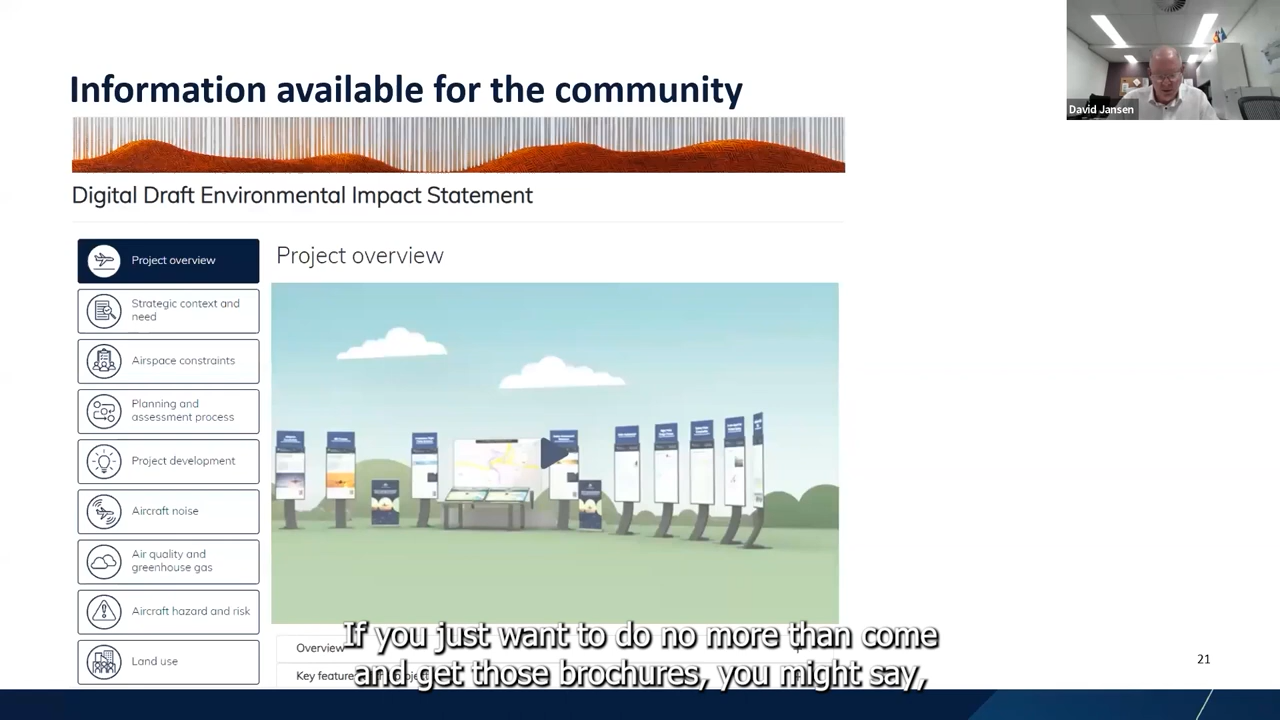 Information available for the community
David Jansen
Digital Draft Environmental Impact Statement
Project overview
Project overview
Strategic context and
need
Airspace constraints
Planning and
assessment process
Project development
Aircraft noise
Air quality and
greenhouse gas
Aircraft hazard and risk
Land use
Overview
Key feature
If you just want to do no more than come
and get those brochures, you might say,
21